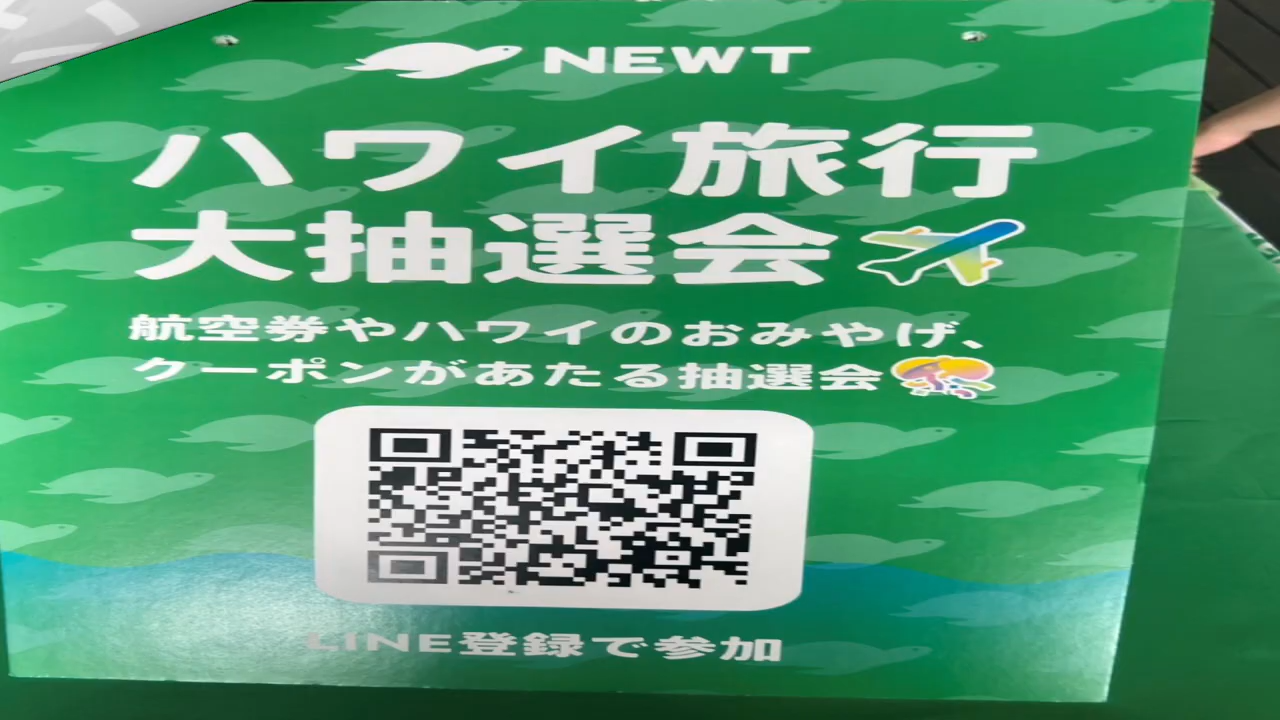 NEWT
ハワイ旅行
大抽選会
航空券やハワイのおみやげ、
クーポンがあたる抽選会
LINE登録で参加